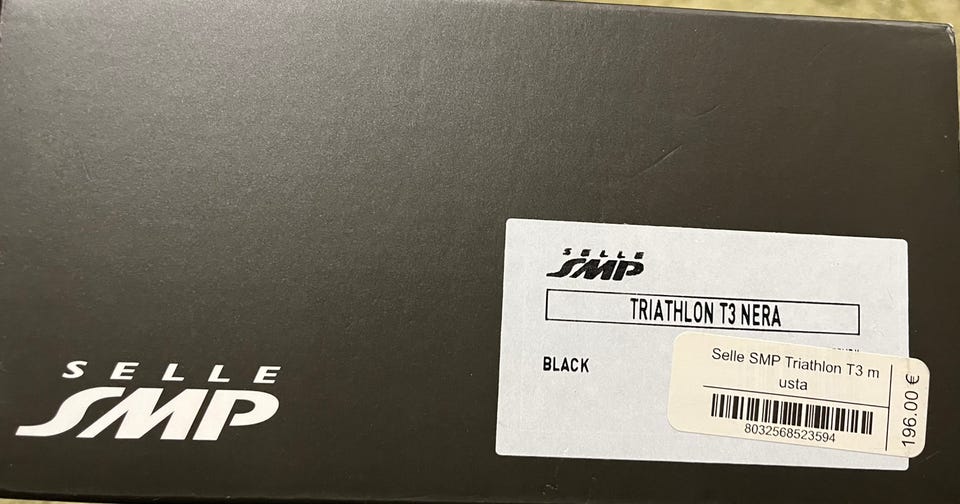 SELLE
SMP
SELLE
SMP
TRIATHLON T3 NERA
BLACK
Selle SMP Triathlon T3 m
usta
8032568523594
196.00 €